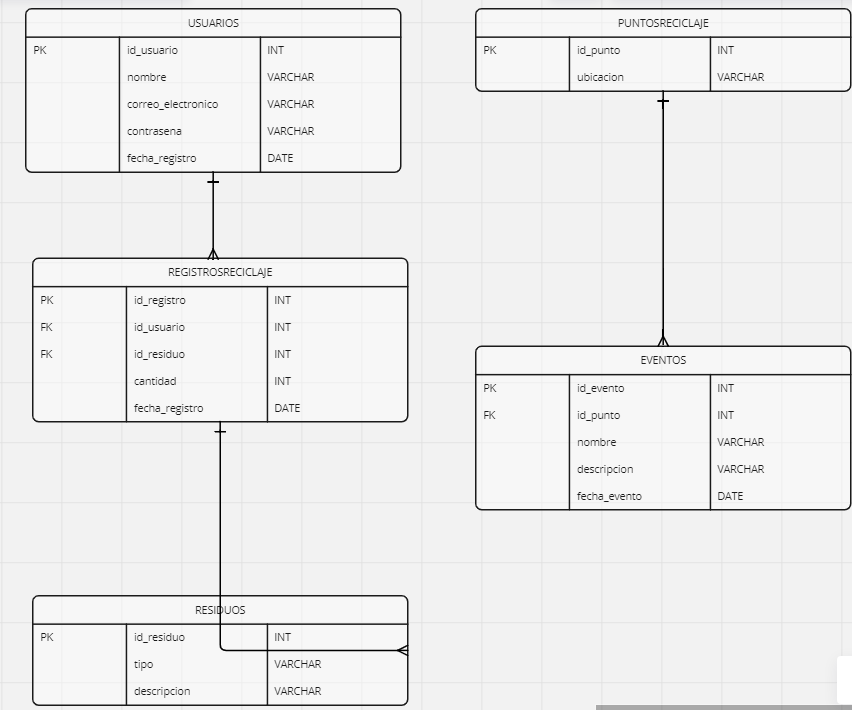 USUARIOS
PK id_usuario INT
nombre VARCHAR
correo_electronico VARCHAR
contrasena VARCHAR
fecha_registro DATE
PUNTOSRECICLAJE
PK id_punto INT
ubicacion VARCHAR
REGISTROSRECICLAJE
PK id_registro INT
FK id_usuario INT
FK id_residuo INT
cantidad INT
fecha_registro DATE
EVENTOS
PK id_evento INT
FK id_punto INT
nombre VARCHAR
descripcion VARCHAR
fecha_evento DATE
RESIDUOS
PK id_residuo INT
tipo VARCHAR
descripcion VARCHAR